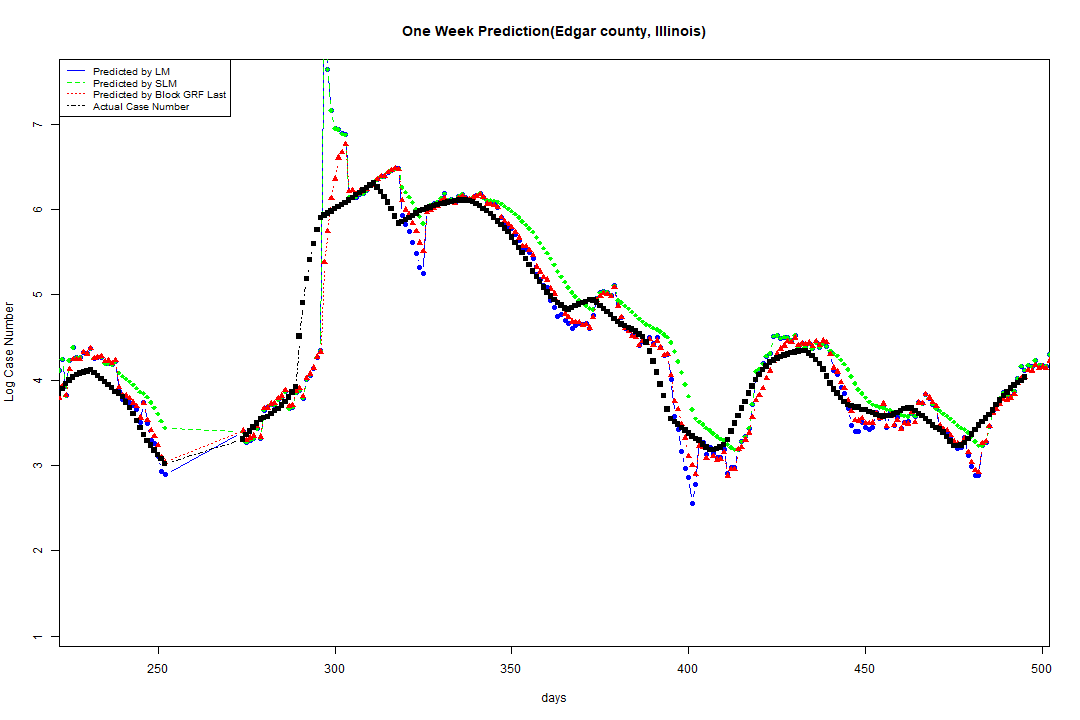 One Week Prediction(Edgar county, Illinois)
Predicted by LM
Predicted by SLM
Predicted by Block GRF Last
Actual Case Number
Log Case Number
7
6
5
4
3
2
1
250 300 350 400 450 500
days